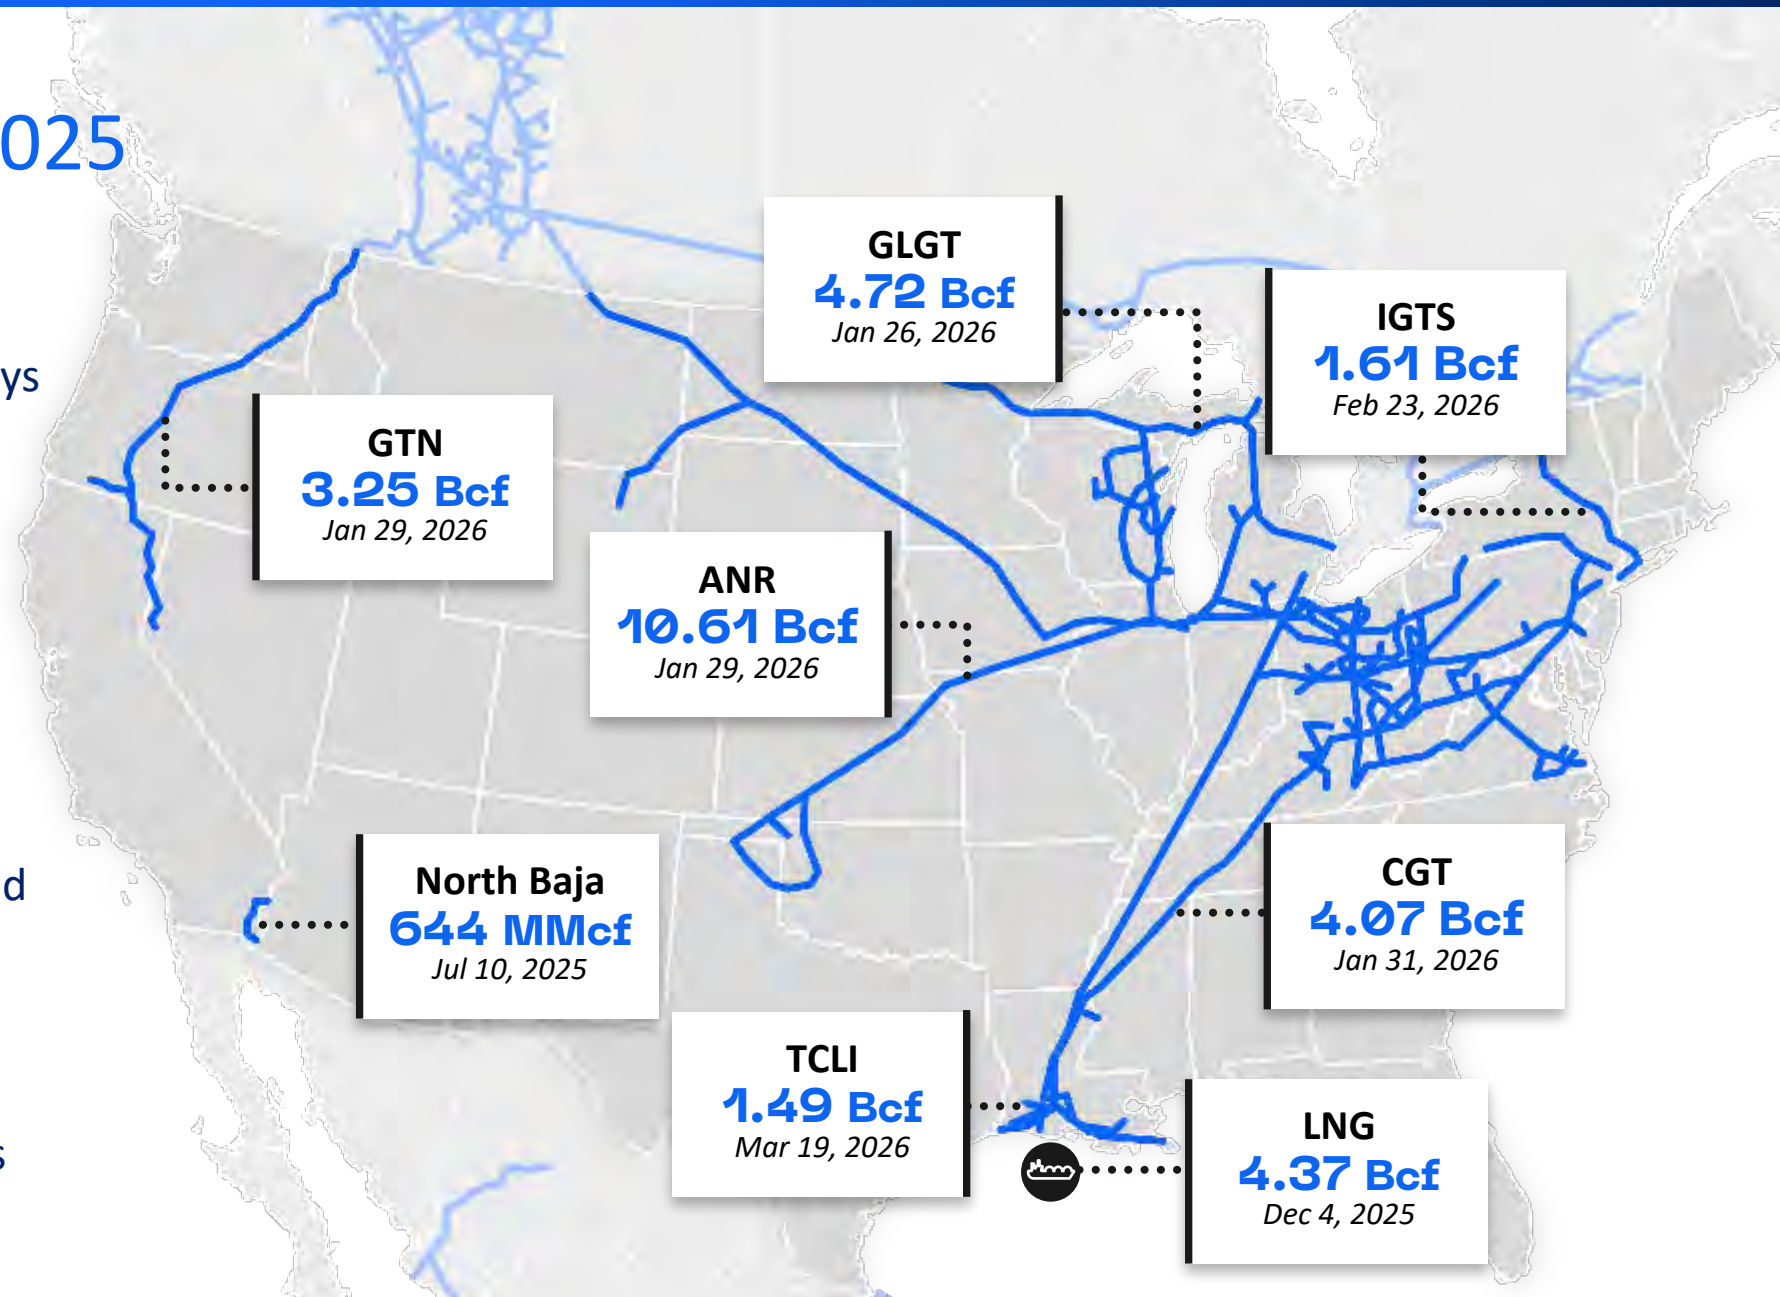 025
ys
d
s
GLGT
4.72 Bcf
Jan 26, 2026
IGTS
1.61 Bcf
Feb 23, 2026
GTN
3.25 Bcf
Jan 29, 2026
ANR
10.61 Bcf
Jan 29, 2026
North Baja
644 MMcf
Jul 10, 2025
CGT
4.07 Bcf
Jan 31, 2026
TCLI
1.49 Bcf
Mar 19, 2026
LNG
4.37 Bcf
Dec 4, 2025